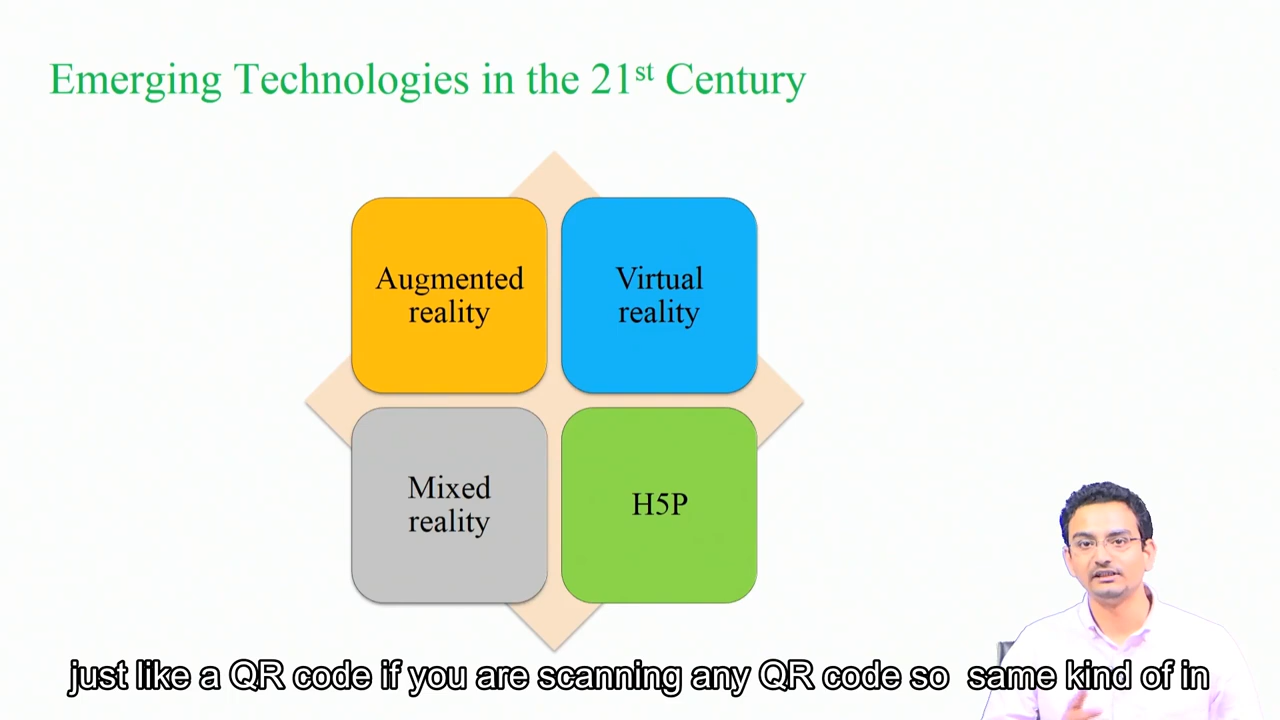 Emerging Technologies in the 21st Century
Augmented
reality
Virtual
reality
Mixed
reality
H5P
just like a QR code if you are scanning any QR code so same kind of in